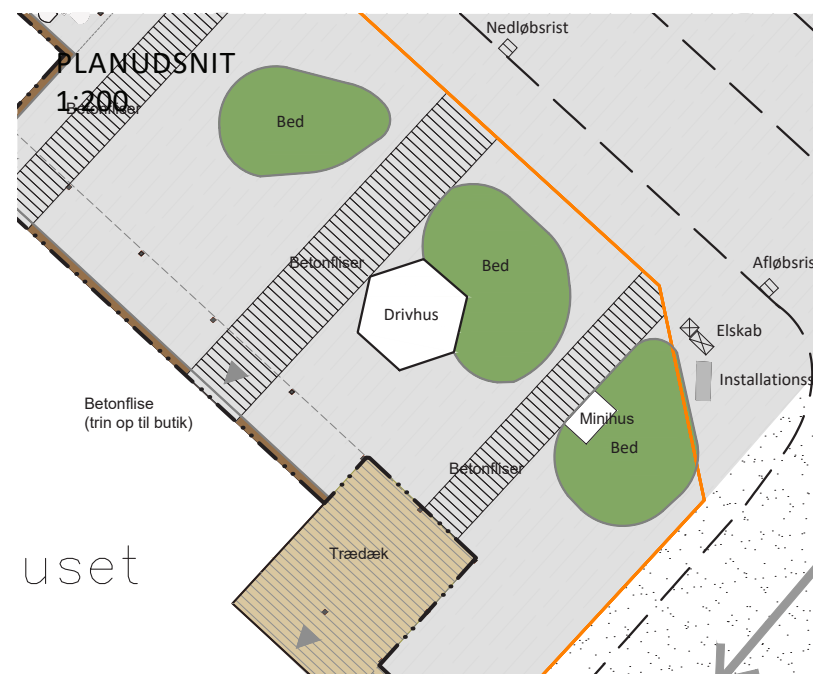 Nedløbsrist
PLANUDSNIT
1:200
Betonfliser
Bed
Betonfliser
Bed
Afløbsris
Drivhus
Elskab
Installationss
Betonflise
(trin op til butik)
Minihus
Bed
Betonfliser
Trædæk
uset